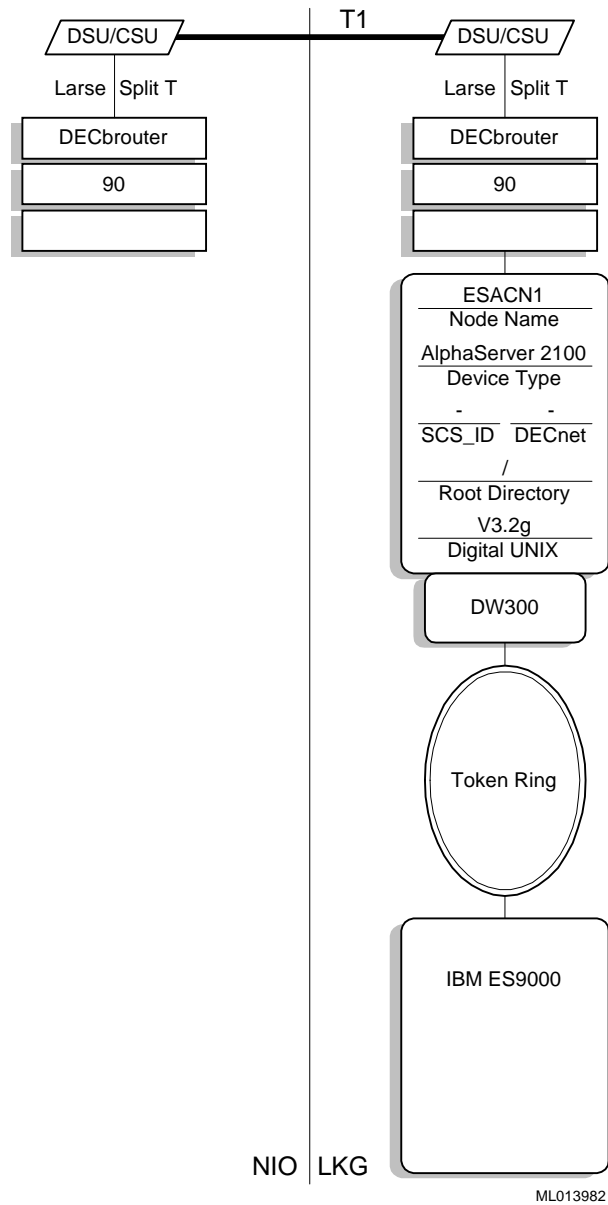 T1
DSU/CSU
DSU/CSU
Larse Split T
Larse Split T
DECbrouter
DECbrouter
90
90
ESACN1
Node Name
AlphaServer 2100
Device Type
- -
SCS_ID DECnet
/
Root Directory
V3.2g
Digital UNIX
DW300
Token Ring
IBM ES9000
NIO LKG
ML013982